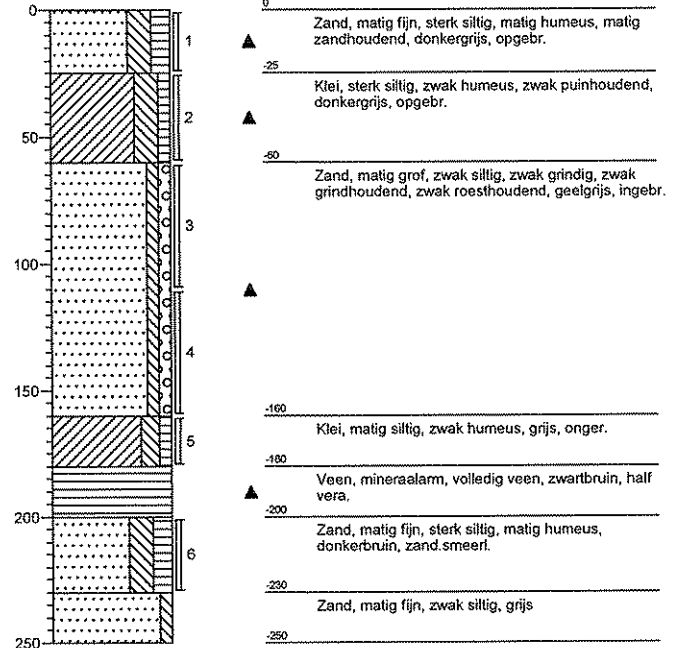 0
0
Zand, matig fijn, sterk siltig, matig humeus, matig
zandhoudend, donkergrijs, opgebr.
1
-25
Klei, sterk siltig, zwak humeus, zwak puinhoudend,
donkergrijs, opgebr.
2
50
-60
Zand, matig grof, zwak siltig, zwak grindig, zwak
grindhoudend, zwak roesthoudend, geelgrijs, ingebr.
3
100
4
150
-160
Klei, matig siltig, zwak humeus, grijs, onger.
5
-180
Veen, mineraalarm, volledig veen, zwartbruin, half
vera.
200
-200
Zand, matig fijn, sterk siltig, matig humeus,
donkerbruin, zand.smeerl.
6
-230
Zand, matig fijn, zwak siltig, grijs
250
-250